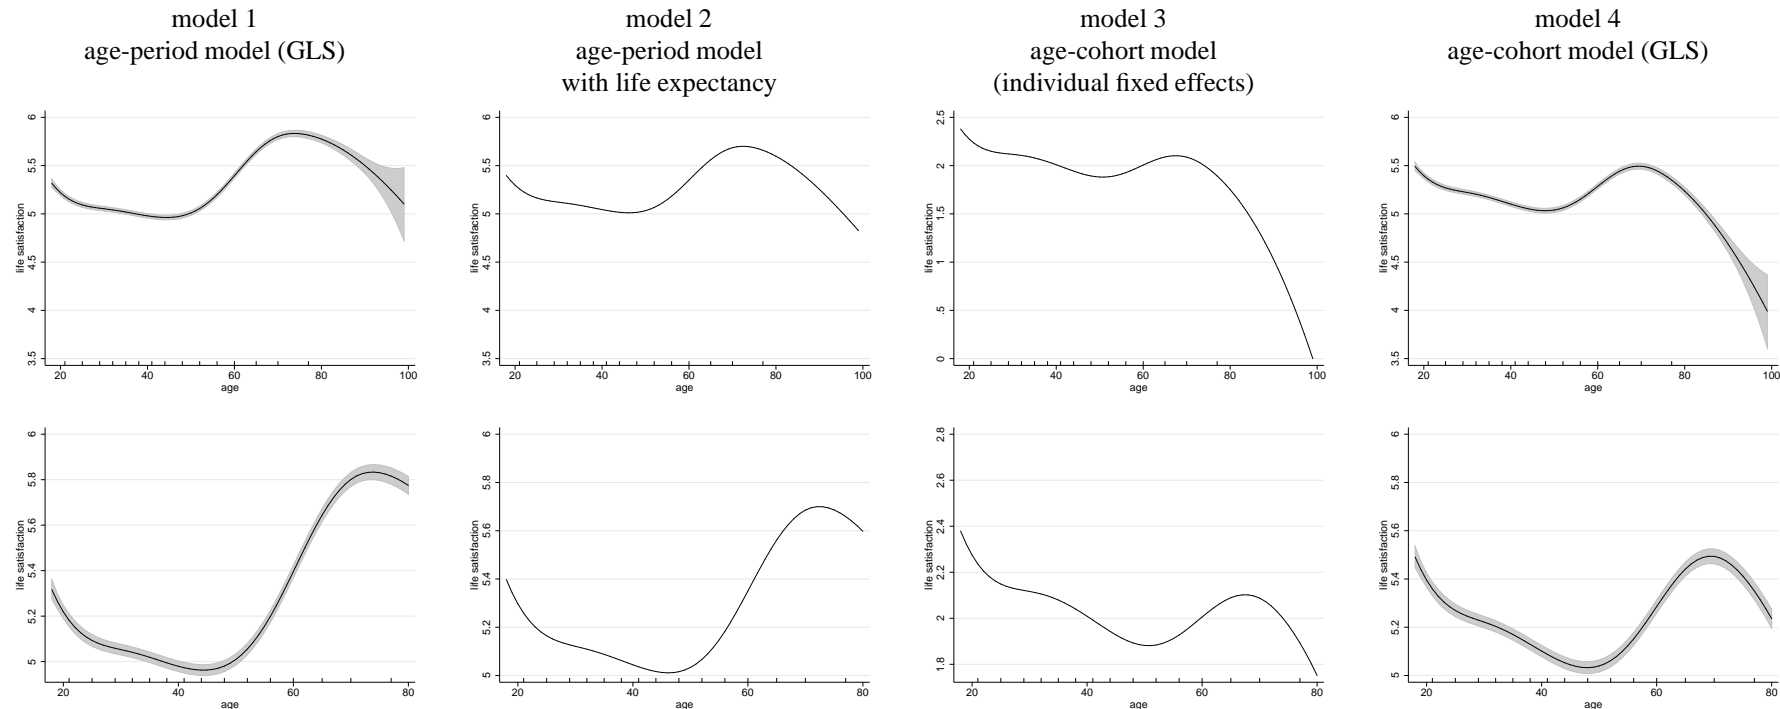 model 1
age-period model (GLS)
model 2
age-period model
with life expectancy
model 3
age-cohort model
(individual fixed effects)
model 4
age-cohort model (GLS)
life satisfaction
6
5.5
5
4.5
4
3.5
20 40 60 80 100
age
life satisfaction
6
5.5
5
4.5
4
3.5
20 40 60 80 100
age
life satisfaction
2.5
2
1.5
1
.5
0
20 40 60 80 100
age
life satisfaction
6
5.5
5
4.5
4
3.5
20 40 60 80 100
age
life satisfaction
6
5.8
5.6
5.4
5.2
5
20 40 60 80
age
life satisfaction
6
5.8
5.6
5.4
5.2
5
20 40 60 80
age
life satisfaction
2.8
2.6
2.4
2.2
2
1.8
20 40 60 80
age
life satisfaction
6
5.8
5.6
5.4
5.2
5
20 40 60 80
age